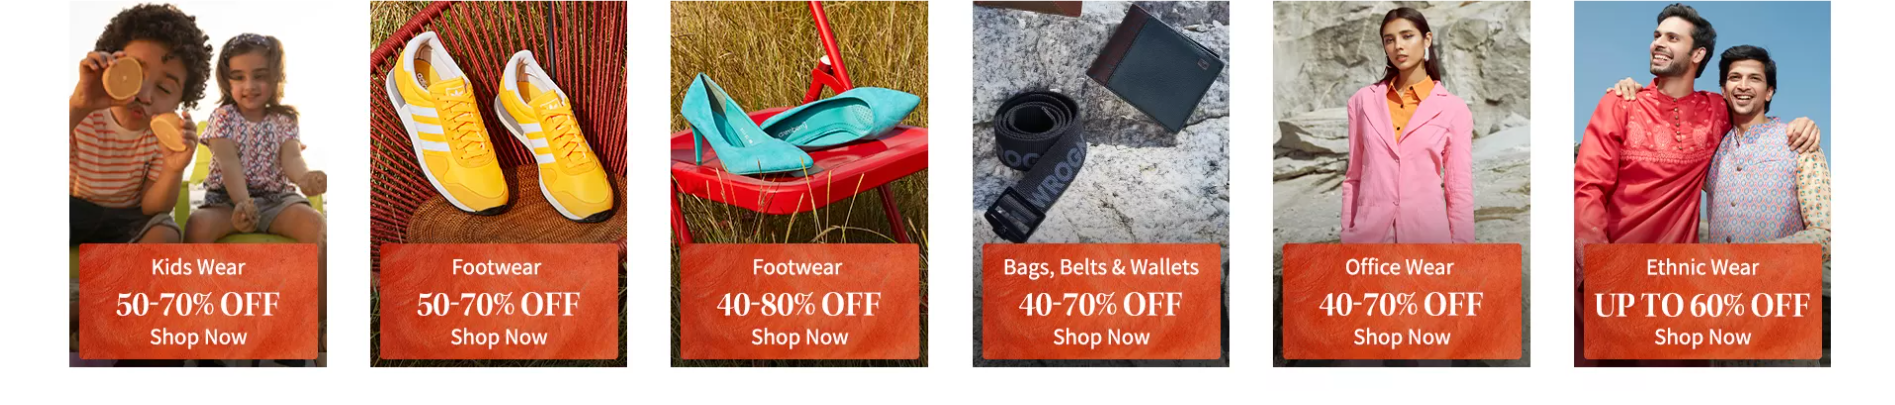 Kids Wear
50-70% OFF
Shop Now
Footwear
50-70% OFF
Shop Now
Footwear
40-80% OFF
Shop Now
OG
WROGN
Bags, Belts & Wallets
40-70% OFF
Shop Now
Office Wear
40-70% OFF
Shop Now
Ethnic Wear
UP TO 60% OFF
Shop Now